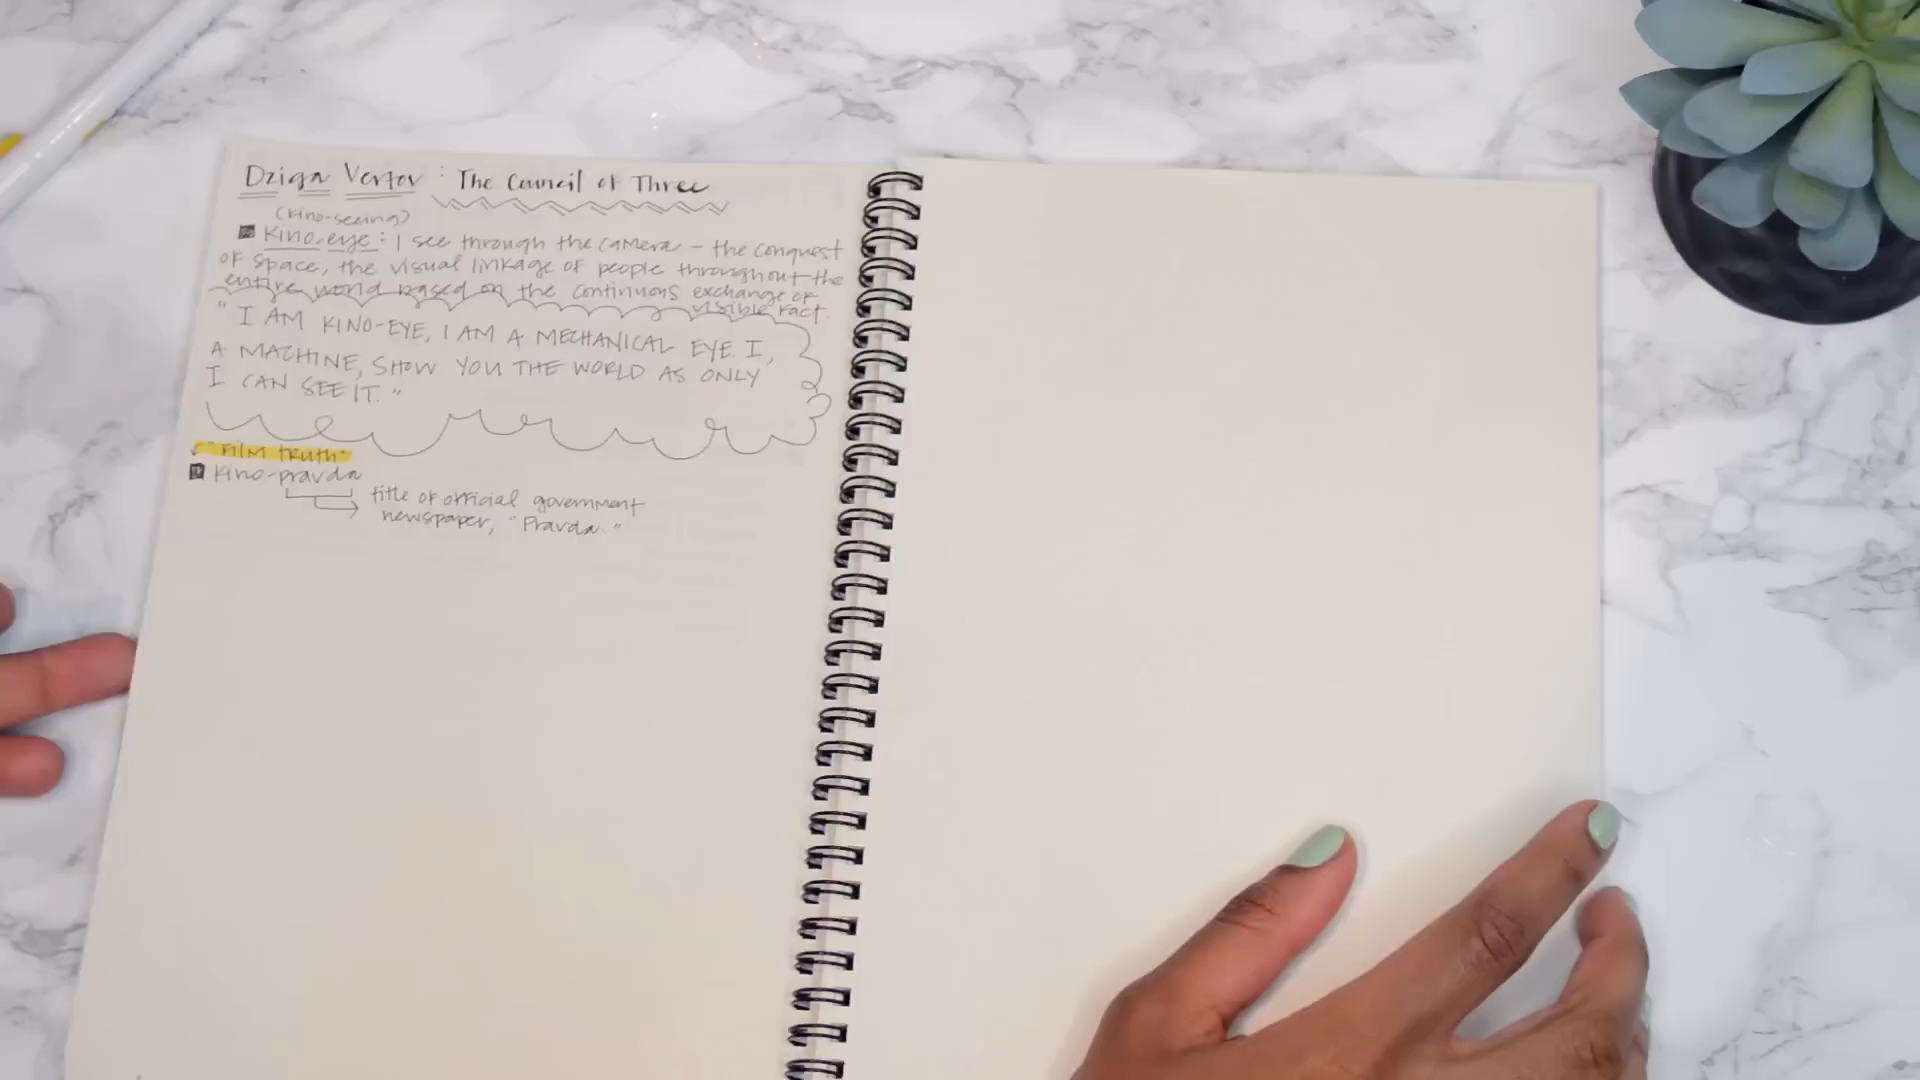 Dziga Vertov : The Council of Three
(kino-seeing)
Kino-eye : I see through the camera – the conquest
of space, the visual linkage of people throughout the
entire world based on the continuous exchange of
visible fact.
"I AM KINO-EYE, I AM A MECHANICAL EYE. I,
A MACHINE, SHOW YOU THE WORLD AS ONLY
I CAN SEE IT."
"Film truth"
Kino-pravda
title of official government
newspaper, "Pravda."